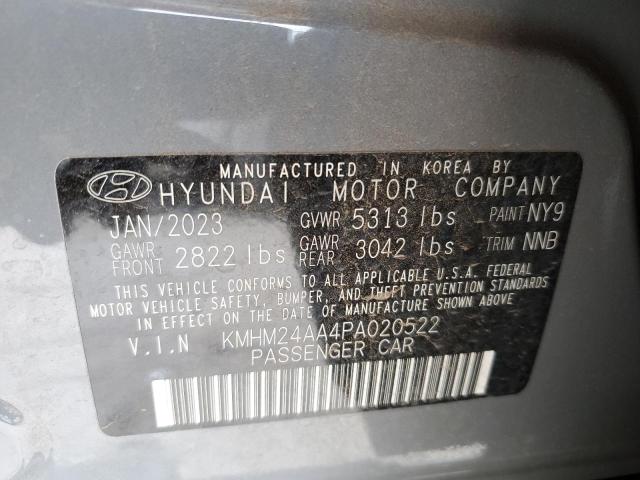 MANUFACTURED IN KOREA BY
HYUNDAI MOTOR COMPANY
JAN/2023 GVWR 5313 lbs PAINT NY9
GAWR FRONT 2822 lbs GAWR REAR 3042 lbs TRIM NNB
THIS VEHICLE CONFORMS TO ALL APPLICABLE U.S.A. FEDERAL
MOTOR VEHICLE SAFETY, BUMPER, AND THEFT PREVENTION STANDARDS
IN EFFECT ON THE DATE OF MANUFACTURE SHOWN ABOVE.
V.I.N KMHM24AA4PA020522
PASSENGER CAR